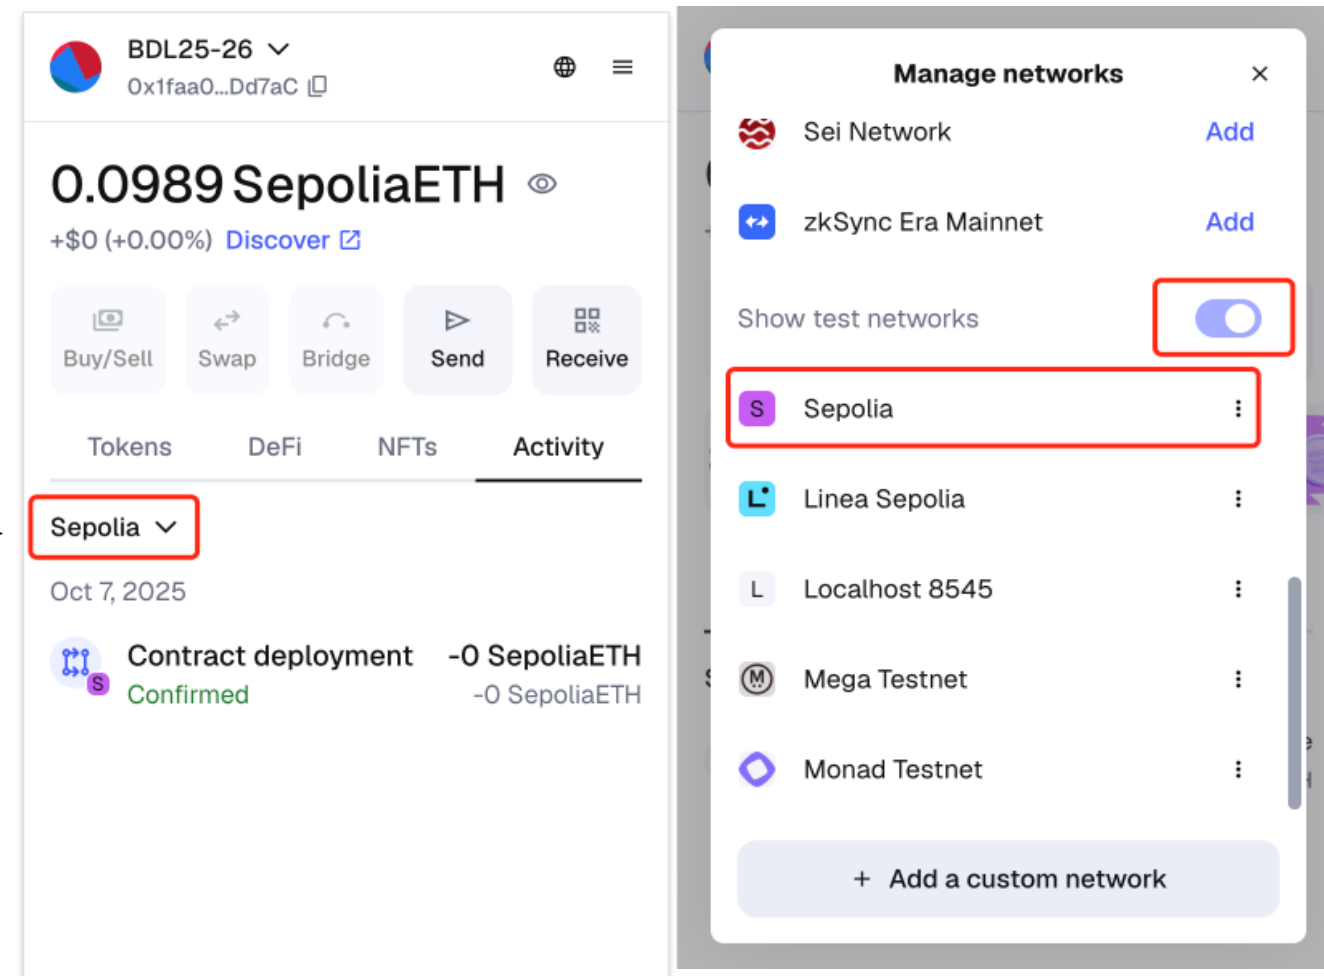 BDL25-26
0x1faa0...Dd7aC
0.0989 SepoliaETH
+$0 (+0.00%) Discover
Buy/Sell
Swap
Bridge
Send
Receive
Tokens
DeFi
NFTs
Activity
Sepolia
Oct 7, 2025
Contract deployment -0 SepoliaETH
Confirmed -0 SepoliaETH
S
Manage networks
Sei Network Add
zkSync Era Mainnet Add
Show test networks
S Sepolia
L Linea Sepolia
L Localhost 8545
M Mega Testnet
Monad Testnet
+ Add a custom network